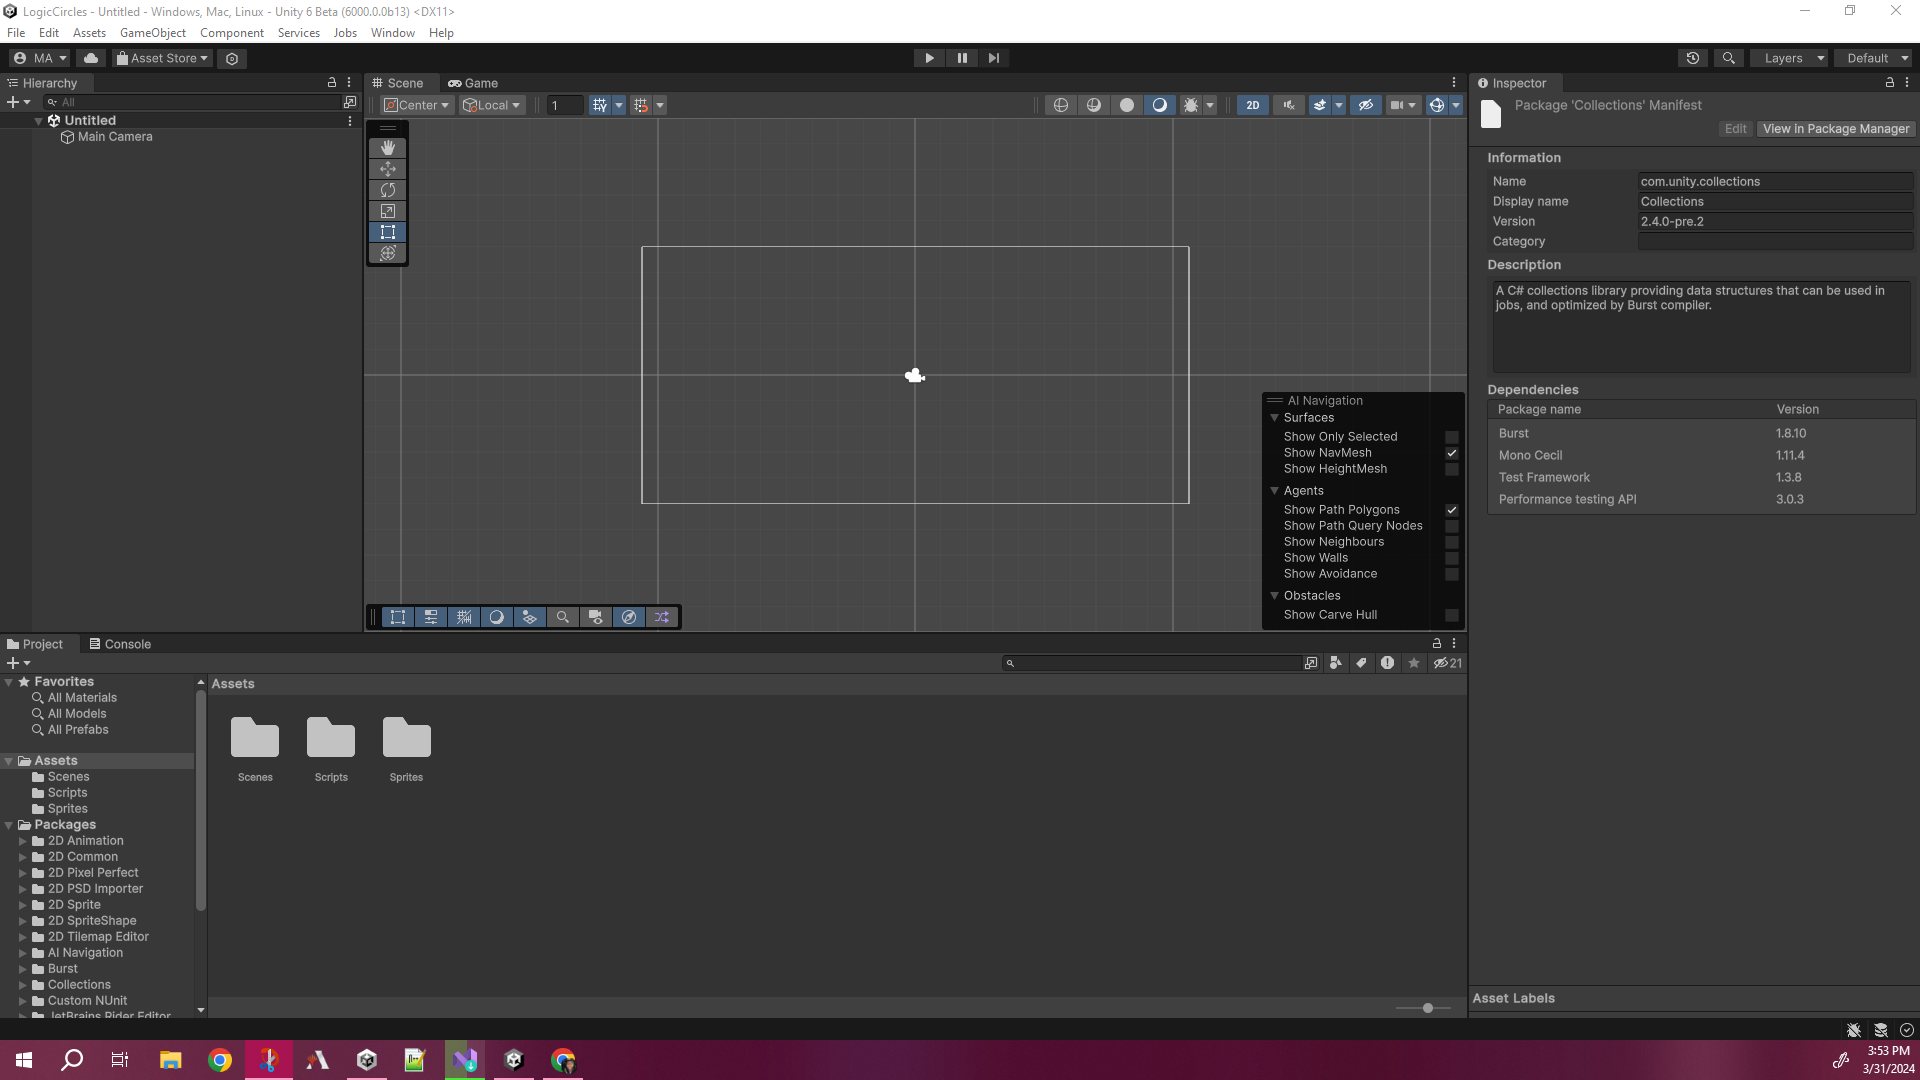 LogicCircles - Untitled - Windows, Mac, Linux - Unity 6 Beta (6000.0.0b13) <DX11>
File Edit Assets GameObject Component Services Jobs Window Help
MA Asset Store Layers Default
Hierarchy
All
Untitled
Main Camera
Scene Game
Center Local 1 2D
AI Navigation
Surfaces
Show Only Selected
Show NavMesh
Show HeightMesh
Agents
Show Path Polygons
Show Path Query Nodes
Show Neighbours
Show Walls
Show Avoidance
Obstacles
Show Carve Hull
Inspector
Package 'Collections' Manifest
Edit View in Package Manager
Information
Name com.unity.collections
Display name Collections
Version 2.4.0-pre.2
Category
Description
A C# collections library providing data structures that can be used in
jobs, and optimized by Burst compiler.
Dependencies
Package name Version
Burst 1.8.10
Mono Cecil 1.11.4
Test Framework 1.3.8
Performance testing API 3.0.3
Asset Labels
Project Console
21
Favorites
All Materials
All Models
All Prefabs
Assets
Scenes
Scripts
Sprites
Packages
2D Animation
2D Common
2D Pixel Perfect
2D PSD Importer
2D Sprite
2D SpriteShape
2D Tilemap Editor
AI Navigation
Burst
Collections
Custom NUnit
JetBrains Rider Editor
Assets
Scenes Scripts Sprites
3:53 PM
3/31/2024